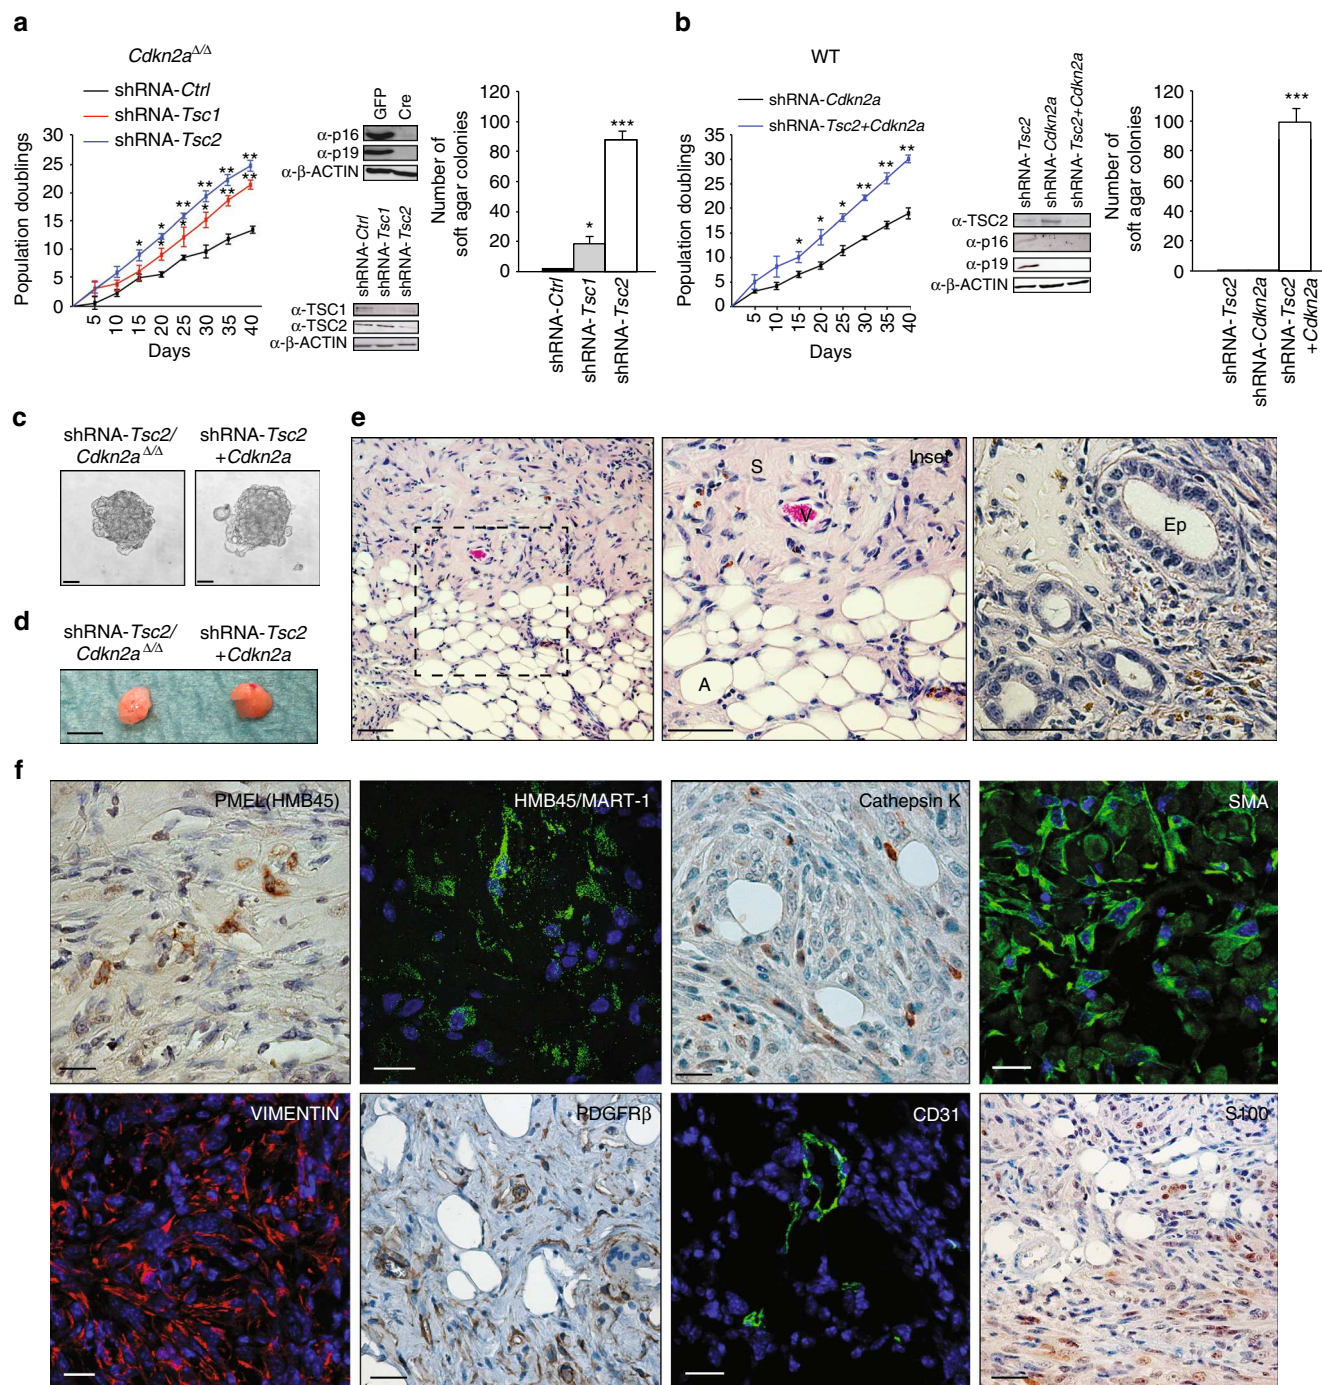 a
Cdkn2aΔ/Δ
shRNA-Ctrl
shRNA-Tsc1
shRNA-Tsc2
Population doublings
30
25
20
15
10
5
0
** ** ** ** ** * ** * * * *
5 10 15 20 25 30 35 40
Days
GFP Cre
α-p16
α-p19
α-β-ACTIN
shRNA-Ctrl
shRNA-Tsc1
shRNA-Tsc2
α-TSC1
α-TSC2
α-β-ACTIN
Number of
soft agar colonies
120
100
80
60
40
20
0
*
***
shRNA-Ctrl
shRNA-Tsc1
shRNA-Tsc2
b
WT
shRNA-Cdkn2a
shRNA-Tsc2+Cdkn2a
Population doublings
35
30
25
20
15
10
5
0
* * * ** ** **
5 10 15 20 25 30 35 40
Days
shRNA-Tsc2
shRNA-Cdkn2a
shRNA-Tsc2+Cdkn2a
α-TSC2
α-p16
α-p19
α-β-ACTIN
Number of
soft agar colonies
120
100
80
60
40
20
0
***
shRNA-Tsc2
shRNA-Cdkn2a
shRNA-Tsc2
+Cdkn2a
c
shRNA-Tsc2/
Cdkn2aΔ/Δ
shRNA-Tsc2
+Cdkn2a
d
shRNA-Tsc2/
Cdkn2aΔ/Δ
shRNA-Tsc2
+Cdkn2a
e
S
Inset
V
A
Ep
f
PMEL(HMB45)
HMB45/MART-1
Cathepsin K
SMA
VIMENTIN
PDGFRβ
CD31
S100